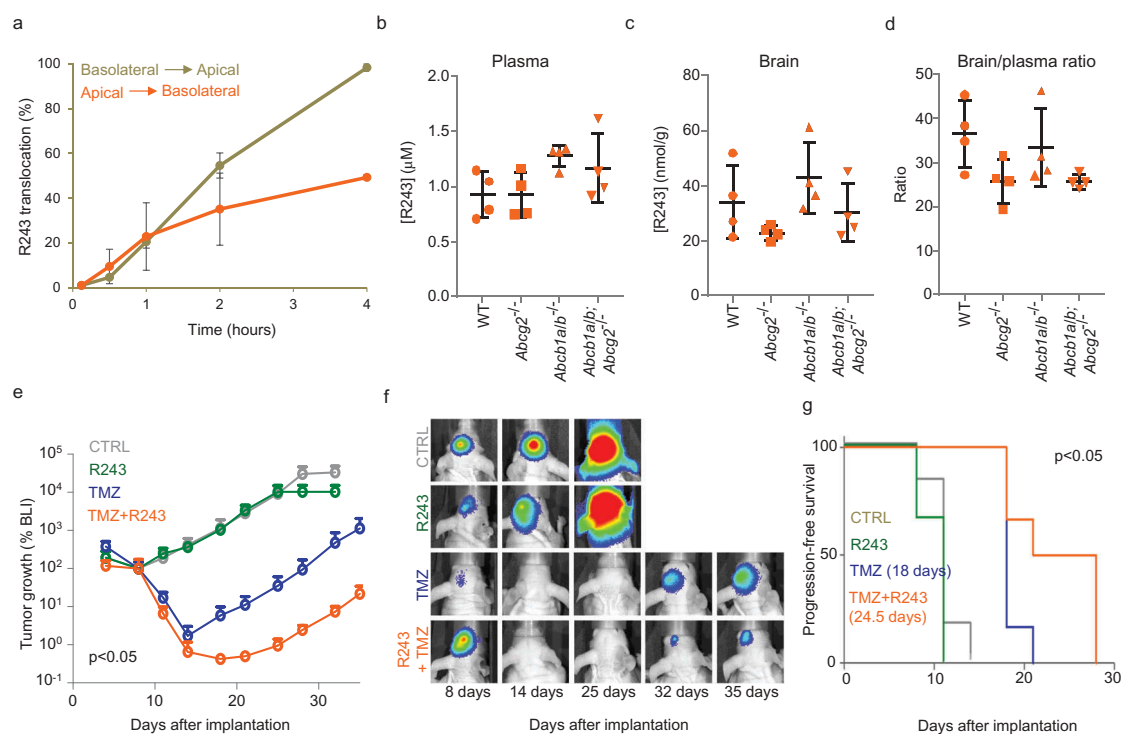 a
Basolateral → Apical
Apical → Basolateral
R243 translocation (%)
100
80
60
40
20
0
0
1
2
3
4
Time (hours)
b
Plasma
[R243] (μM)
2.0
1.5
1.0
0.5
0.0
WT
Abcg2-/-
Abcb1a/b-/-
Abcb1a/b;
Abcg2-/-
c
Brain
[R243] (nmol/g)
80
60
40
20
0
WT
Abcg2-/-
Abcb1a/b-/-
Abcb1a/b;
Abcg2-/-
d
Brain/plasma ratio
Ratio
50
40
30
20
10
0
WT
Abcg2-/-
Abcb1a/b-/-
Abcb1a/b;
Abcg2-/-
e
CTRL
R243
TMZ
TMZ+R243
Tumor growth (% BLI)
10^5
10^4
10^3
10^2
10^1
10^0
10^-1
p<0.05
0
10
20
30
Days after implantation
f
CTRL
R243
TMZ
R243
+ TMZ
8 days
14 days
25 days
32 days
35 days
Days after implantation
g
Progression-free survival
100
50
0
p<0.05
CTRL
R243
TMZ (18 days)
TMZ+R243
(24.5 days)
0
10
20
30
Days after implantation